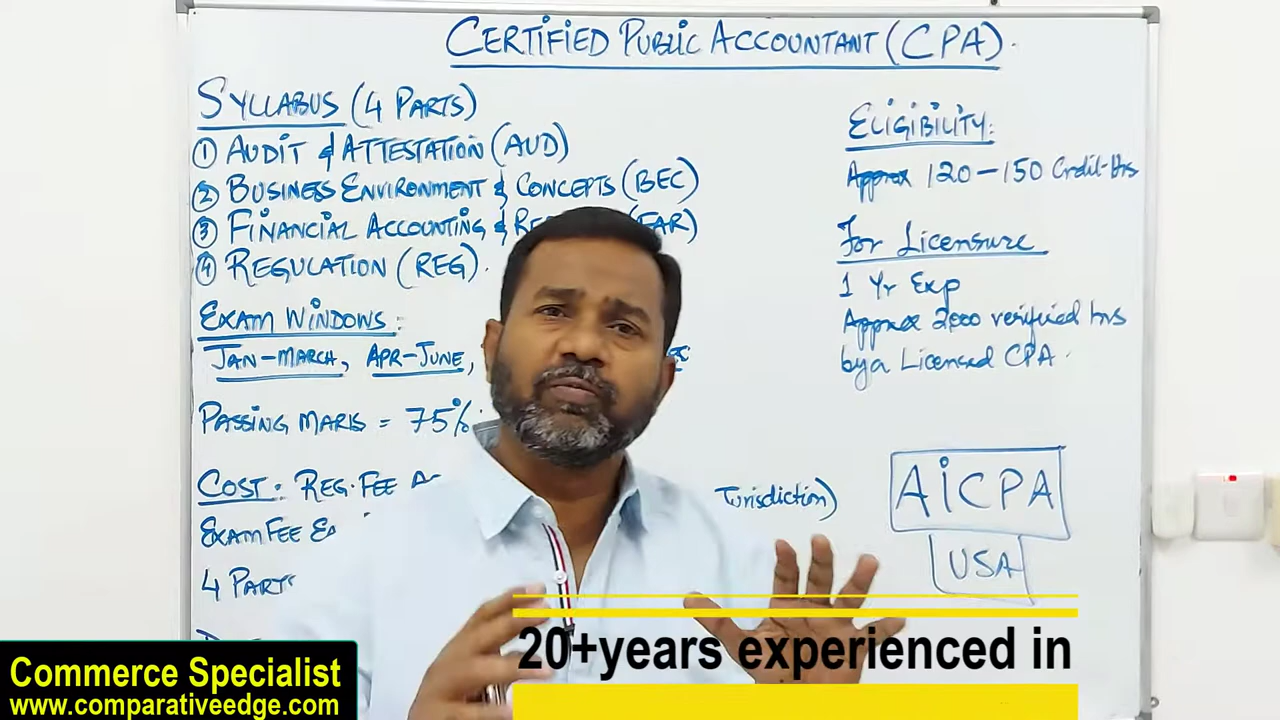 CERTIFIED PUBLIC ACCOUNTANT (CPA).
SYLLABUS (4 PARTS)
① AUDIT & ATTESTATION (AUD)
② BUSINESS ENVIRONMENT & CONCEPTS (BEC)
③ FINANCIAL ACCOUNTING & (FAR)
④ REGULATION (REG).
EXAM WINDOWS:
JAN-MARCH, APR-JUNE,
PASSING MARKS = 75%
COST: REG. FEE Jurisdiction)
EXAM FEE
4 PARTS
ELIGIBILITY:
Approx 120-150 Credit-Hrs
For Licensure
1 Yr Exp
Approx 2000 verified hrs
by a Licensed CPA.
AiCPA
USA
20+years experienced in
Commerce Specialist
www.comparativeedge.com